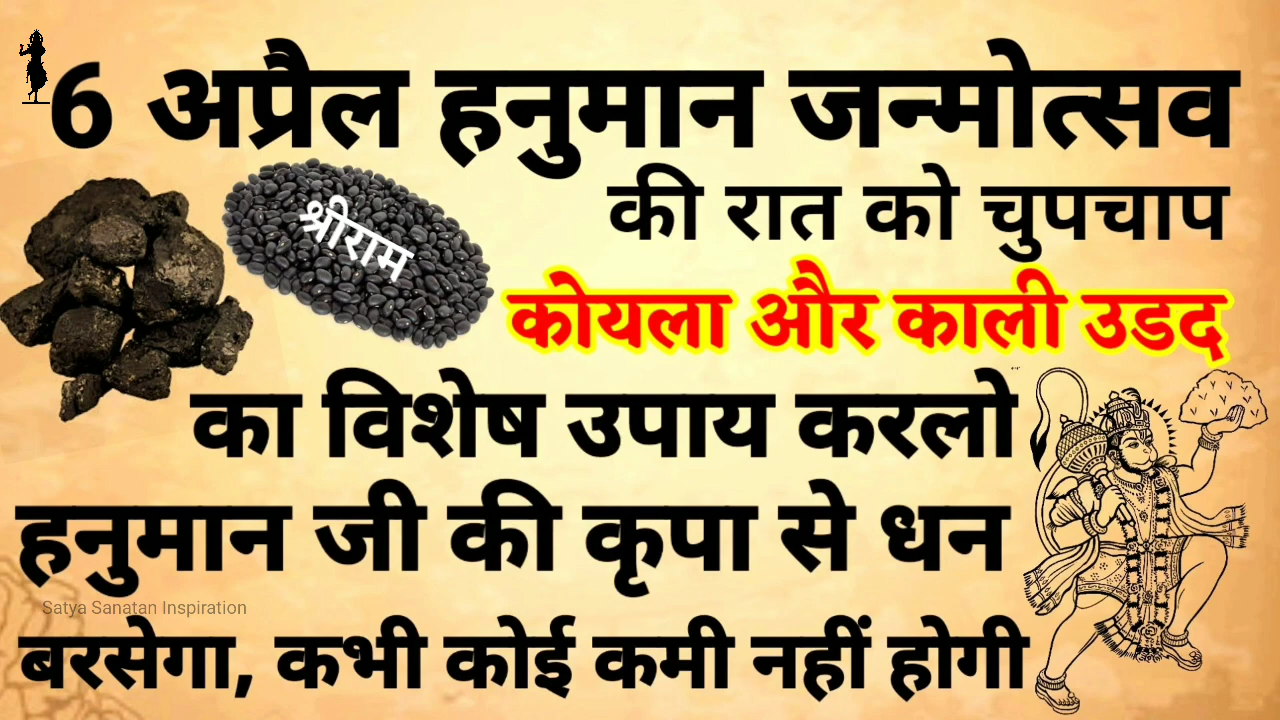 6 अप्रैल हनुमान जन्मोत्सव
की रात को चुपचाप
श्रीराम
कोयला और काली उडद
का विशेष उपाय करलो
हनुमान जी की कृपा से धन
Satya Sanatan Inspiration
बरसेगा, कभी कोई कमी नहीं होगी